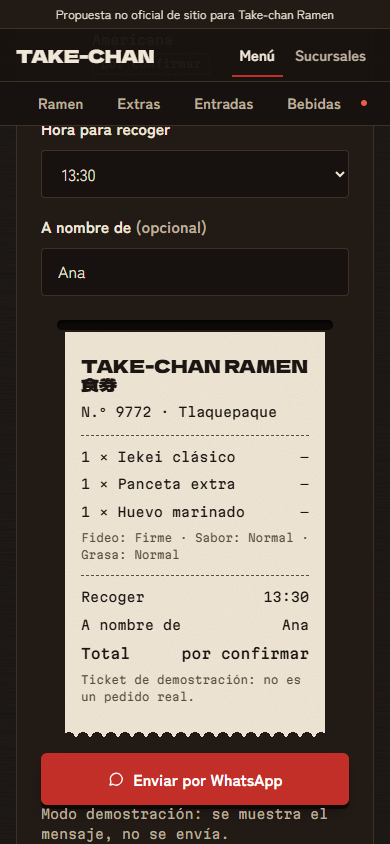 Propuesta no oficial de sitio para Take-chan Ramen
TAKE-CHAN
Menú
Sucursales
Ramen
Extras
Entradas
Bebidas
Hora para recoger
13:30
A nombre de (opcional)
Ana
TAKE-CHAN RAMEN
食券
N.º 9772 · Tlaquepaque
1 × Iekei clásico –
1 × Panceta extra –
1 × Huevo marinado –
Fideo: Firme · Sabor: Normal ·
Grasa: Normal
Recoger 13:30
A nombre de Ana
Total por confirmar
Ticket de demostración: no es
un pedido real.
Enviar por WhatsApp
Modo demostración: se muestra el
mensaje, no se envía.